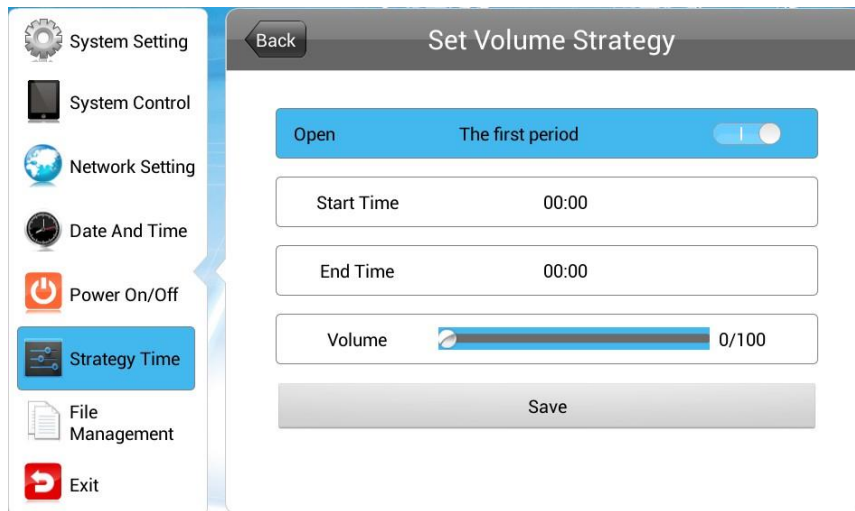 System Setting
System Control
Network Setting
Date And Time
Power On/Off
Strategy Time
File
Management
Exit
Back
Set Volume Strategy
Open The first period
Start Time 00:00
End Time 00:00
Volume 0/100
Save